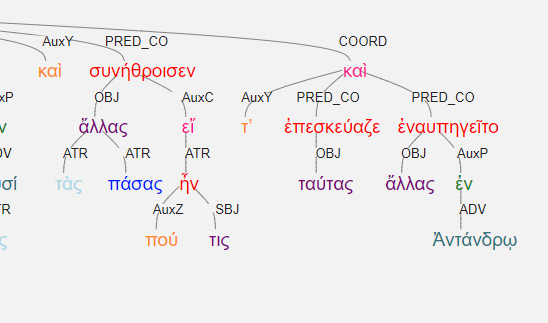 AuxY PRED_CO COORD
καὶ συνήθροισεν καὶ
OBJ AuxC AuxY PRED_CO PRED_CO
ἄλλας εἴ τ' ἐπεσκεύαζε ἐναυπηγεῖτο
ATR ATR ATR OBJ OBJ AuxP
τὰς πάσας ἦν ταύτας ἄλλας ἐν
AuxZ SBJ ADV
πού τις Ἀντάνδρῳ